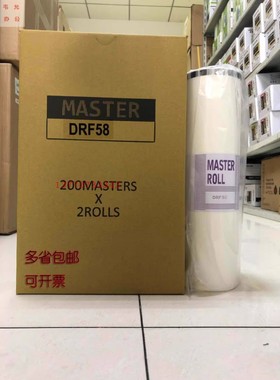 MASTER
DRF58
200MASTERS
X
2ROLLS
多省包邮
可开票
MASTER
ROLL